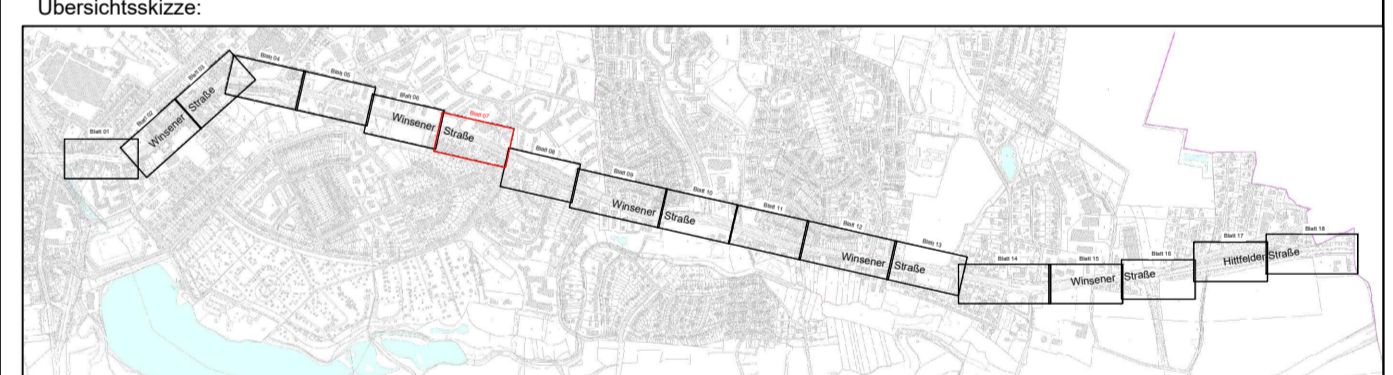 Übersichtsskizze:
Blatt 01
Blatt 02
Blatt 03
Winsener Straße
Blatt 04
Blatt 05
Blatt 06
Blatt 07
Winsener Straße
Blatt 08
Blatt 09
Blatt 10
Winsener Straße
Blatt 11
Blatt 12
Blatt 13
Winsener Straße
Blatt 14
Blatt 15
Blatt 16
Winsener Straße
Blatt 17
Blatt 18
Hittfelder Straße